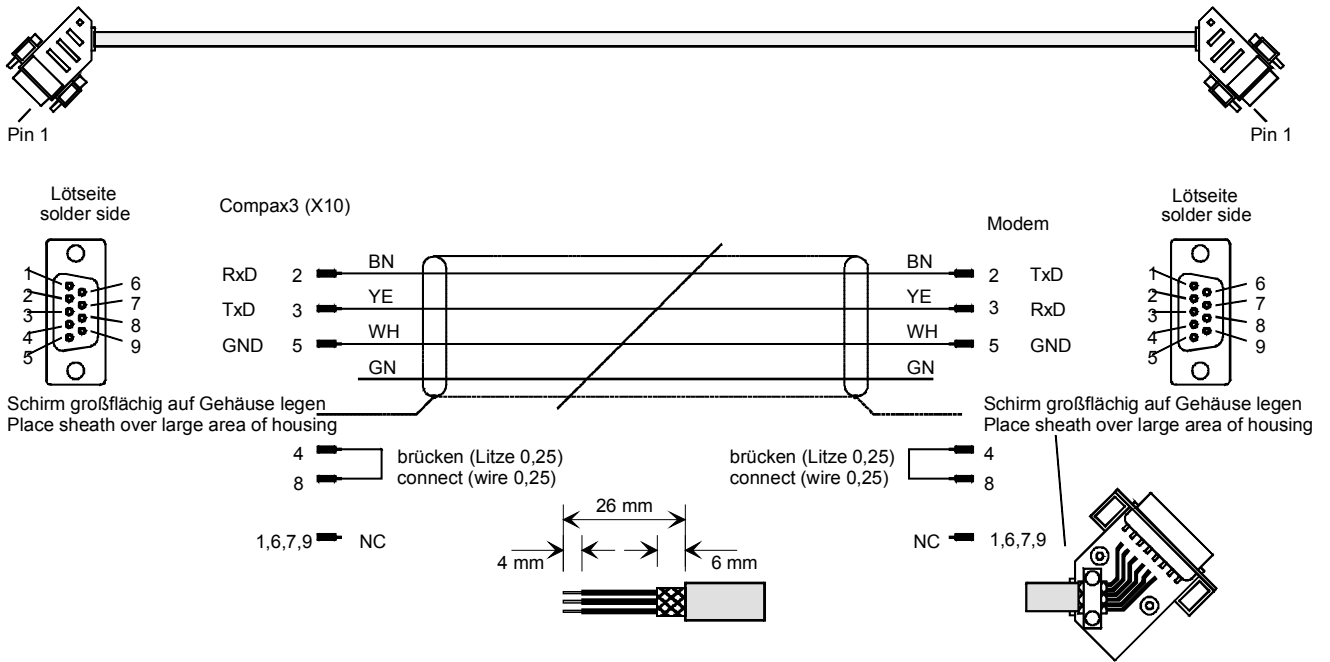 Pin 1
Pin 1
Lötseite
solder side
Compax3 (X10)
Modem
Lötseite
solder side
1
2
3
4
5
6
7
8
9
RxD 2 BN BN 2 TxD
TxD 3 YE YE 3 RxD
GND 5 WH WH 5 GND
GN GN
1
2
3
4
5
6
7
8
9
Schirm großflächig auf Gehäuse legen
Place sheath over large area of housing
Schirm großflächig auf Gehäuse legen
Place sheath over large area of housing
4
8
brücken (Litze 0,25)
connect (wire 0,25)
brücken (Litze 0,25)
connect (wire 0,25)
4
8
1,6,7,9 NC
26 mm
4 mm
6 mm
NC 1,6,7,9